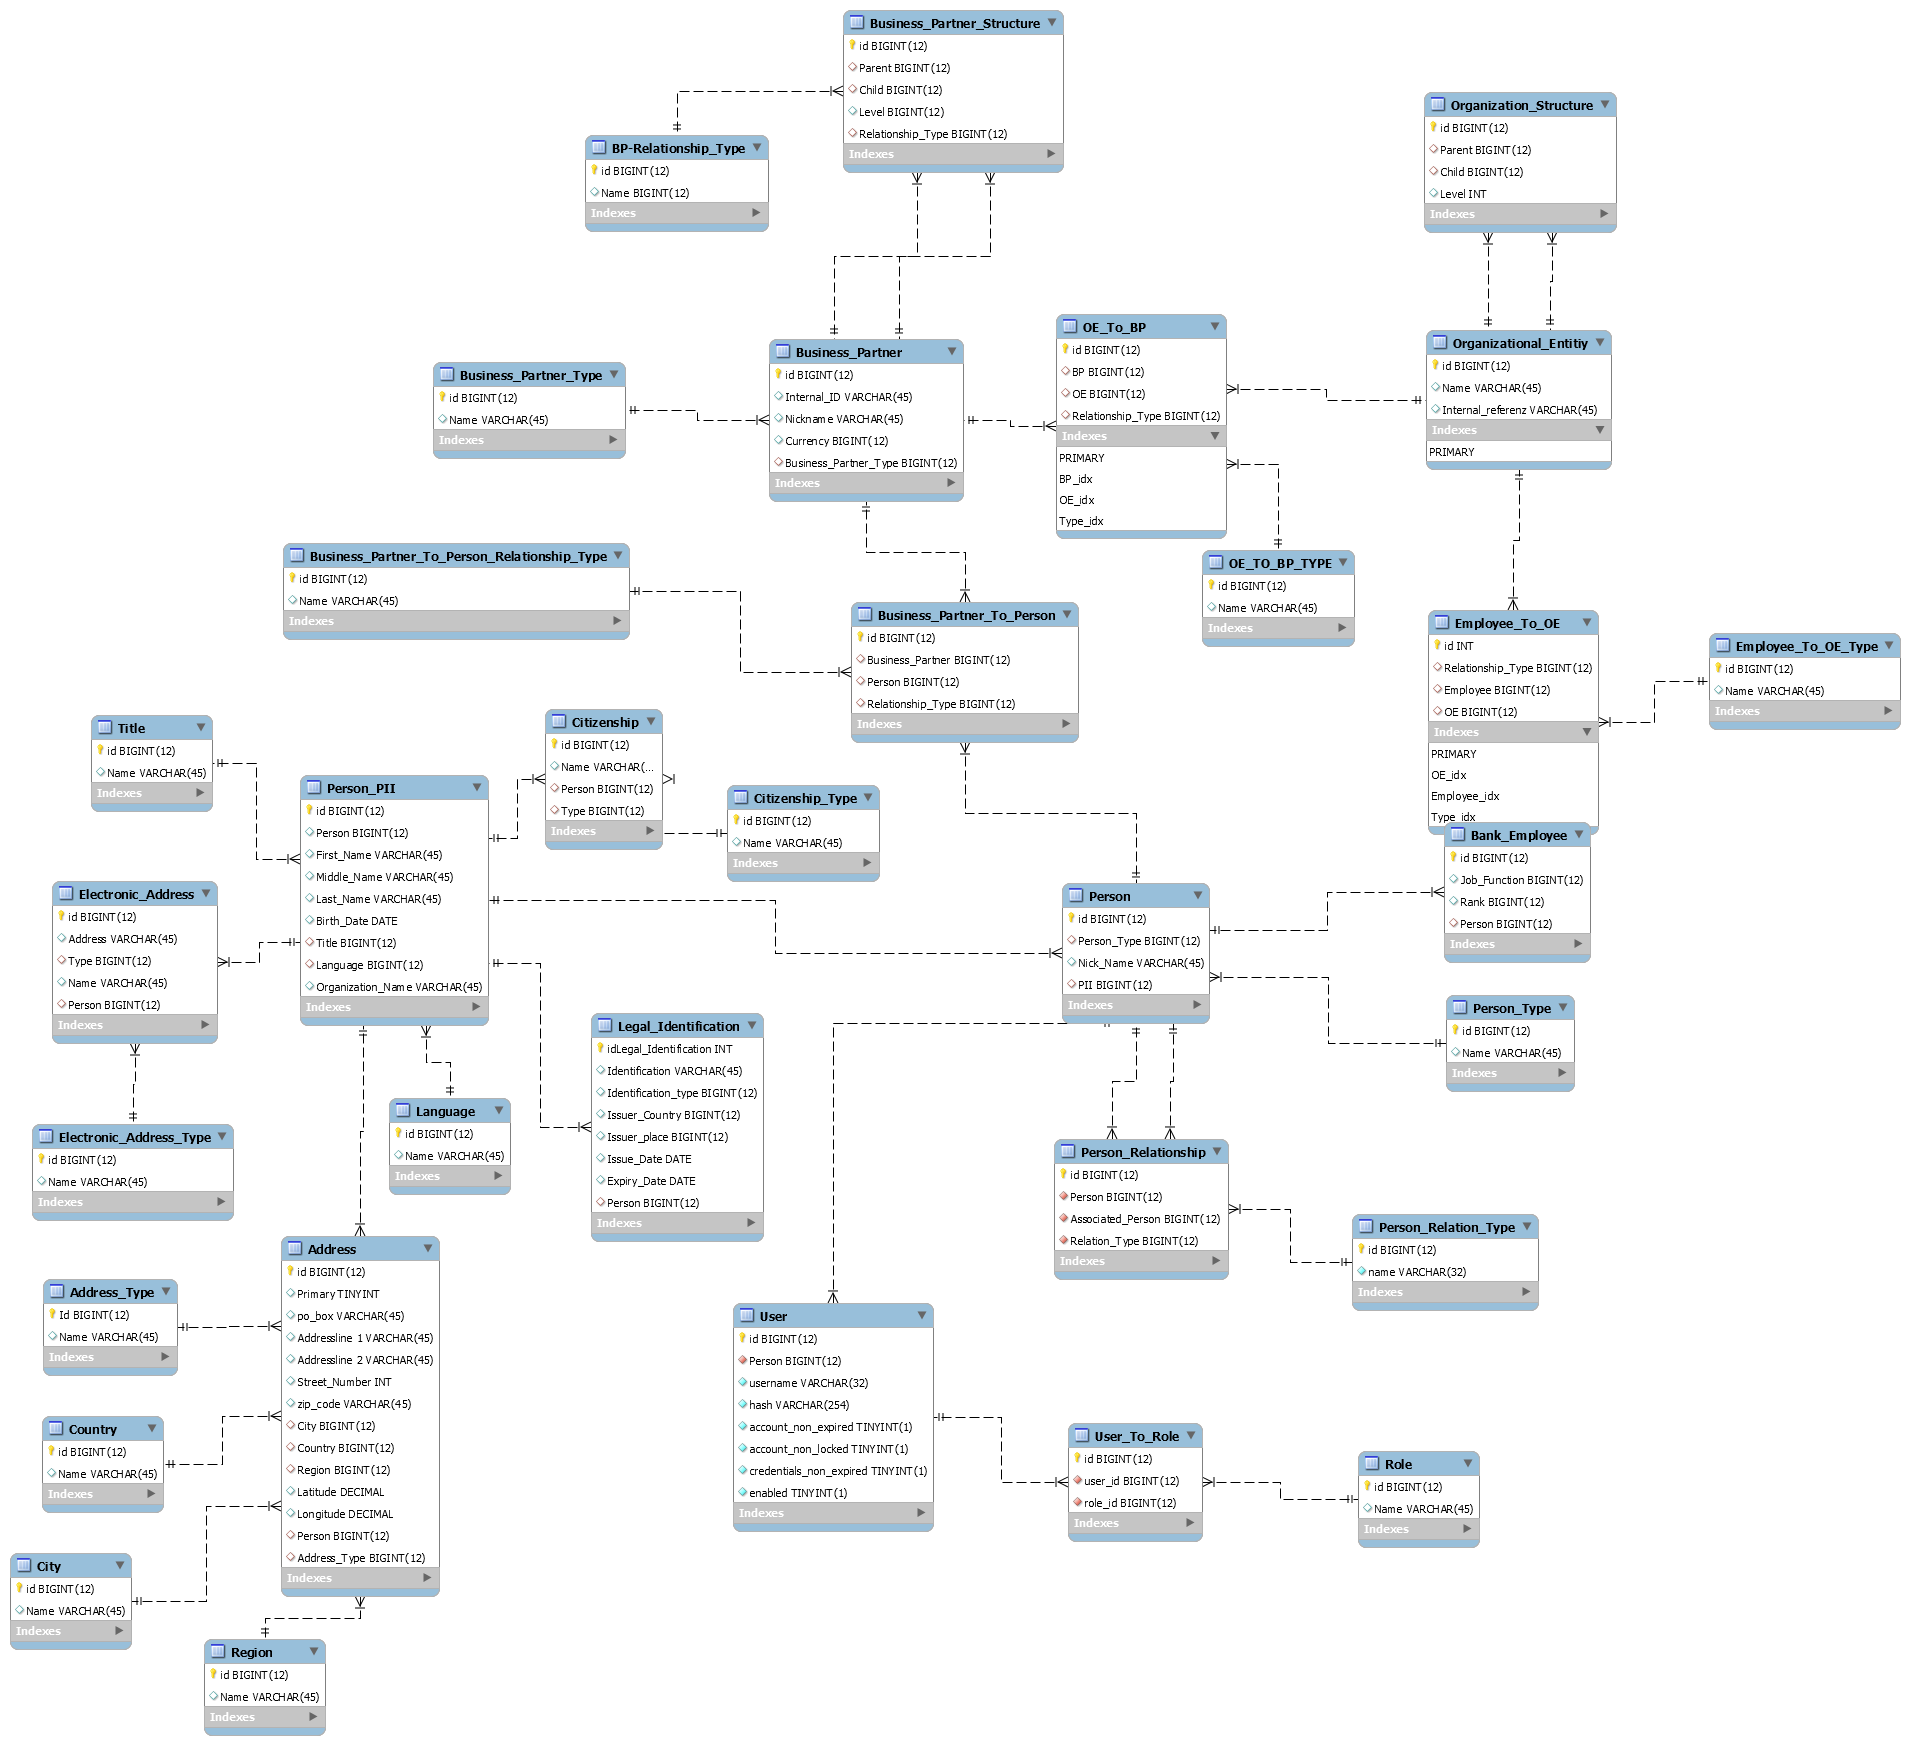 Business_Partner_Structure
id BIGINT(12)
Parent BIGINT(12)
Child BIGINT(12)
Level BIGINT(12)
Relationship_Type BIGINT(12)
Indexes
BP-Relationship_Type
id BIGINT(12)
Name BIGINT(12)
Indexes
Organization_Structure
id BIGINT(12)
Parent BIGINT(12)
Child BIGINT(12)
Level INT
Indexes
Business_Partner_Type
id BIGINT(12)
Name VARCHAR(45)
Indexes
Business_Partner
id BIGINT(12)
Internal_ID VARCHAR(45)
Nickname VARCHAR(45)
Currency BIGINT(12)
Business_Partner_Type BIGINT(12)
Indexes
OE_To_BP
id BIGINT(12)
BP BIGINT(12)
OE BIGINT(12)
Relationship_Type BIGINT(12)
Indexes
PRIMARY
BP_idx
OE_idx
Type_idx
Organizational_Entitiy
id BIGINT(12)
Name VARCHAR(45)
Internal_referenz VARCHAR(45)
Indexes
PRIMARY
OE_TO_BP_TYPE
id BIGINT(12)
Name VARCHAR(45)
Indexes
Business_Partner_To_Person_Relationship_Type
id BIGINT(12)
Name VARCHAR(45)
Indexes
Business_Partner_To_Person
id BIGINT(12)
Business_Partner BIGINT(12)
Person BIGINT(12)
Relationship_Type BIGINT(12)
Indexes
Employee_To_OE
id INT
Relationship_Type BIGINT(12)
Employee BIGINT(12)
OE BIGINT(12)
Indexes
PRIMARY
OE_idx
Employee_idx
Type_idx
Employee_To_OE_Type
id BIGINT(12)
Name VARCHAR(45)
Indexes
Title
id BIGINT(12)
Name VARCHAR(45)
Indexes
Person_PII
id BIGINT(12)
Person BIGINT(12)
First_Name VARCHAR(45)
Middle_Name VARCHAR(45)
Last_Name VARCHAR(45)
Birth_Date DATE
Title BIGINT(12)
Language BIGINT(12)
Organization_Name VARCHAR(45)
Indexes
Citizenship
id BIGINT(12)
Name VARCHAR(...
Person BIGINT(12)
Type BIGINT(12)
Indexes
Citizenship_Type
id BIGINT(12)
Name VARCHAR(45)
Indexes
Bank_Employee
id BIGINT(12)
Job_Function BIGINT(12)
Rank BIGINT(12)
Person BIGINT(12)
Indexes
Electronic_Address
id BIGINT(12)
Address VARCHAR(45)
Type BIGINT(12)
Name VARCHAR(45)
Person BIGINT(12)
Indexes
Person
id BIGINT(12)
Person_Type BIGINT(12)
Nick_Name VARCHAR(45)
PII BIGINT(12)
Indexes
Person_Type
id BIGINT(12)
Name VARCHAR(45)
Indexes
Legal_Identification
idLegal_Identification INT
Identification VARCHAR(45)
Identification_type BIGINT(12)
Issuer_Country BIGINT(12)
Issuer_place BIGINT(12)
Issue_Date DATE
Expiry_Date DATE
Person BIGINT(12)
Indexes
Language
id BIGINT(12)
Name VARCHAR(45)
Indexes
Electronic_Address_Type
id BIGINT(12)
Name VARCHAR(45)
Indexes
Person_Relationship
id BIGINT(12)
Person BIGINT(12)
Associated_Person BIGINT(12)
Relation_Type BIGINT(12)
Indexes
Person_Relation_Type
id BIGINT(12)
name VARCHAR(32)
Indexes
Address
id BIGINT(12)
Primary TINYINT
po_box VARCHAR(45)
Addressline 1 VARCHAR(45)
Addressline 2 VARCHAR(45)
Street_Number INT
zip_code VARCHAR(45)
City BIGINT(12)
Country BIGINT(12)
Region BIGINT(12)
Latitude DECIMAL
Longitude DECIMAL
Person BIGINT(12)
Address_Type BIGINT(12)
Indexes
Address_Type
Id BIGINT(12)
Name VARCHAR(45)
Indexes
User
id BIGINT(12)
Person BIGINT(12)
username VARCHAR(32)
hash VARCHAR(254)
account_non_expired TINYINT(1)
account_non_locked TINYINT(1)
credentials_non_expired TINYINT(1)
enabled TINYINT(1)
Indexes
Country
id BIGINT(12)
Name VARCHAR(45)
Indexes
User_To_Role
id BIGINT(12)
user_id BIGINT(12)
role_id BIGINT(12)
Indexes
Role
id BIGINT(12)
Name VARCHAR(45)
Indexes
City
id BIGINT(12)
Name VARCHAR(45)
Indexes
Region
id BIGINT(12)
Name VARCHAR(45)
Indexes